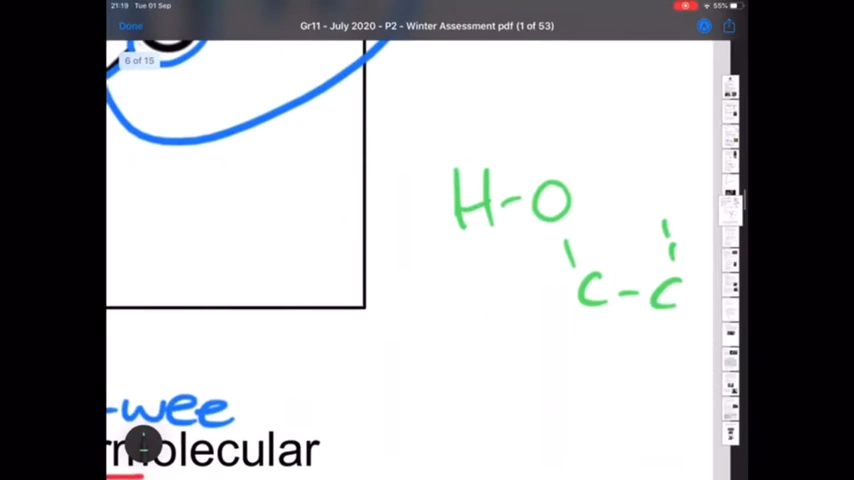 21:19 Tue 01 Sep
55%
Done
Gr11 - July 2020 - P2 - Winter Assessment pdf (1 of 53)
6 of 15
H-O
C-C
-wee
molecular